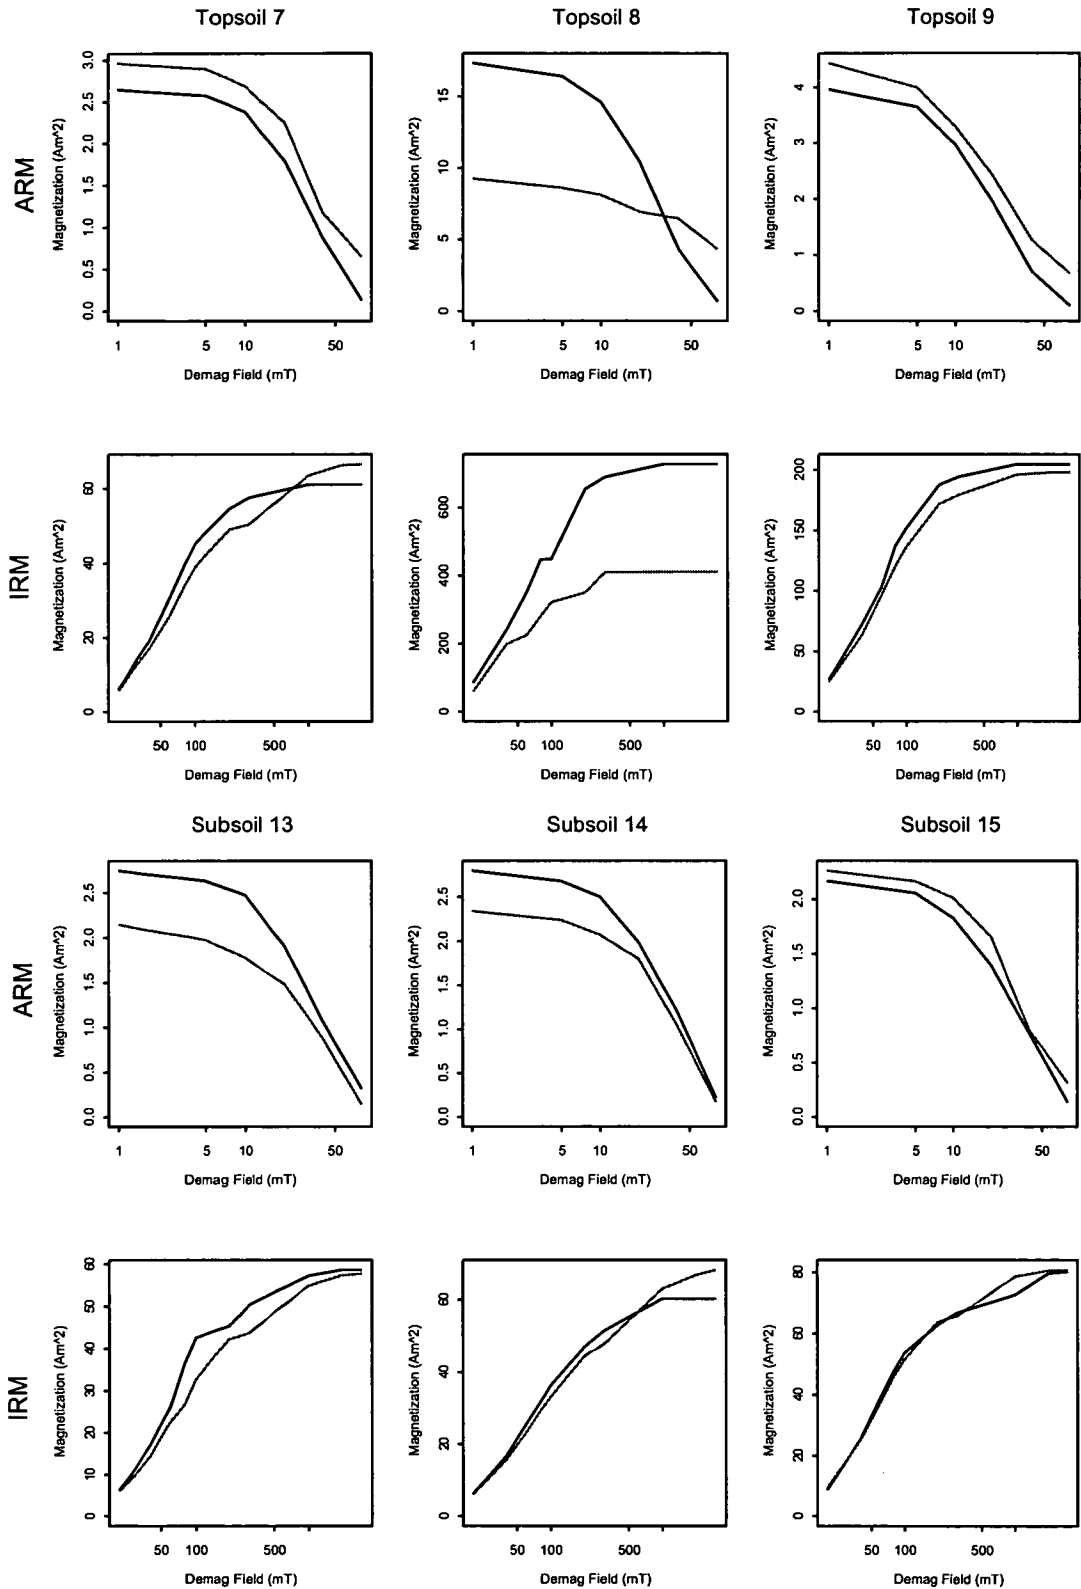 Topsoil 7
Topsoil 8
Topsoil 9
ARM
Magnetization (Am^2)
0.0 0.5 1.0 1.5 2.0 2.5 3.0
1 5 10 50
Demag Field (mT)
Magnetization (Am^2)
0 5 10 15
1 5 10 50
Demag Field (mT)
Magnetization (Am^2)
0 1 2 3 4
1 5 10 50
Demag Field (mT)
IRM
Magnetization (Am^2)
0 20 40 60
50 100 500
Demag Field (mT)
Magnetization (Am^2)
0 200 400 600
50 100 500
Demag Field (mT)
Magnetization (Am^2)
0 50 100 150 200
50 100 500
Demag Field (mT)
Subsoil 13
Subsoil 14
Subsoil 15
ARM
Magnetization (Am^2)
0.0 0.5 1.0 1.5 2.0 2.5
1 5 10 50
Demag Field (mT)
Magnetization (Am^2)
0.0 0.5 1.0 1.5 2.0 2.5
1 5 10 50
Demag Field (mT)
Magnetization (Am^2)
0.0 0.5 1.0 1.5 2.0
1 5 10 50
Demag Field (mT)
IRM
Magnetization (Am^2)
0 10 20 30 40 50 60
50 100 500
Demag Field (mT)
Magnetization (Am^2)
0 20 40 60
50 100 500
Demag Field (mT)
Magnetization (Am^2)
0 20 40 60 80
50 100 500
Demag Field (mT)